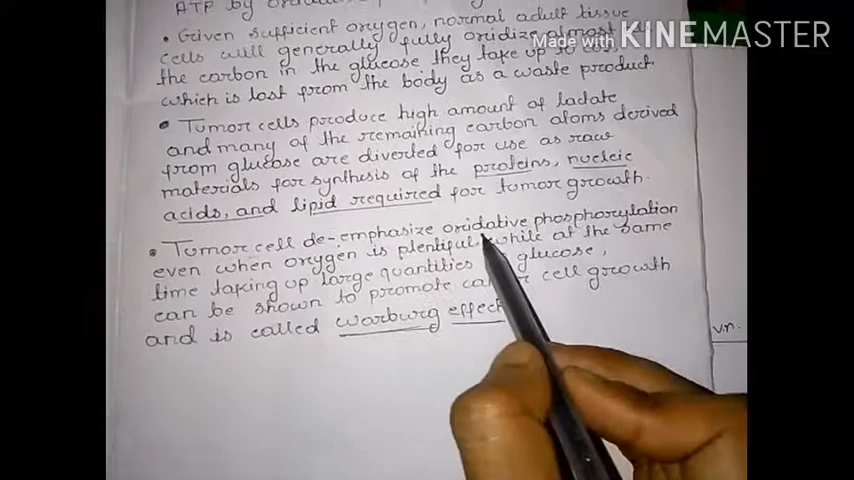 ATP by
• Given sufficient oxygen, normal adult tissue
cells will generally fully oxidize almost
the carbon in the glucose they take up to
which is lost from the body as a waste product.
• Tumor cells produce high amount of lactate
and many of the remaining carbon atoms derived
from glucose are diverted for use as raw
materials for synthesis of the proteins, nucleic
acids, and lipid required for tumor growth.
• Tumor cell de-emphasize oxidative phosphorylation
even when oxygen is plentiful while at the same
time taking up large quantities glucose,
can be shown to promote cell growth
and is called warburg effect
Made with KINEMASTER
vn.